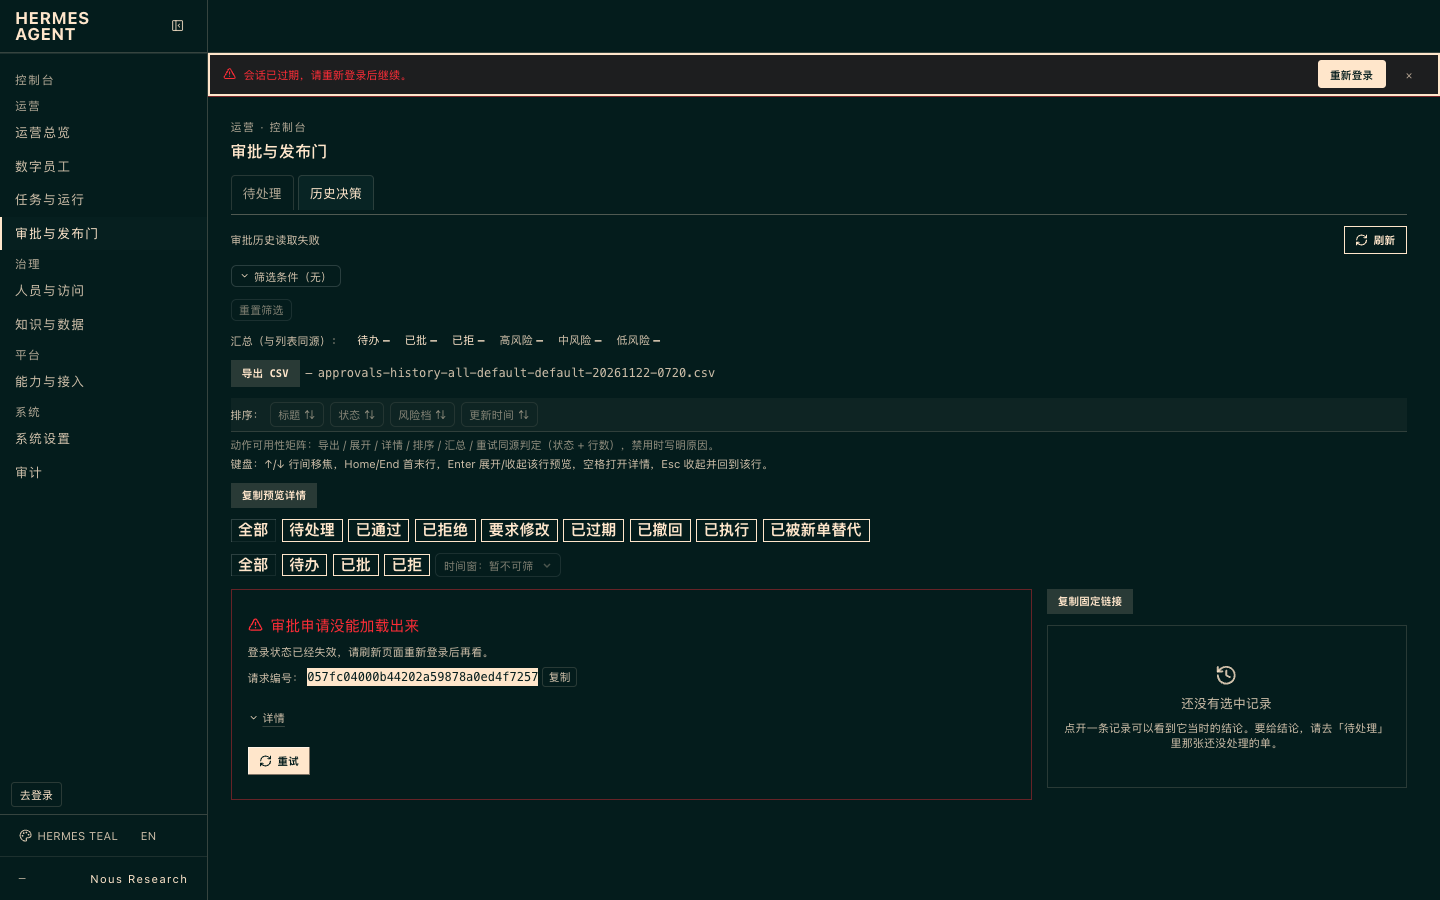 HERMES
AGENT
会话已过期，请重新登录后继续。
重新登录
×
控制台
运营
运营总览
数字员工
任务与运行
审批与发布门
治理
人员与访问
知识与数据
平台
能力与接入
系统
系统设置
审计
去登录
HERMES TEAL EN
– Nous Research
运营 · 控制台
审批与发布门
待处理 历史决策
审批历史读取失败
刷新
筛选条件（无）
重置筛选
汇总（与列表同源）： 待办 – 已批 – 已拒 – 高风险 – 中风险 – 低风险 –
导出 CSV – approvals-history-all-default-default-20261122-0720.csv
排序： 标题 ⇅ 状态 ⇅ 风险档 ⇅ 更新时间 ⇅
动作可用性矩阵：导出 / 展开 / 详情 / 排序 / 汇总 / 重试同源判定（状态 + 行数），禁用时写明原因。
键盘：↑/↓ 行间移焦，Home/End 首末行，Enter 展开/收起该行预览，空格打开详情，Esc 收起并回到该行。
复制预览详情
全部 待处理 已通过 已拒绝 要求修改 已过期 已撤回 已执行 已被新单替代
全部 待办 已批 已拒 时间窗：暂不可筛
审批申请没能加载出来
登录状态已经失效，请刷新页面重新登录后再看。
请求编号： 057fc04000b44202a59878a0ed4f7257 复制
详情
重试
复制固定链接
还没有选中记录
点开一条记录可以看到它当时的结论。要给结论，请去「待处理」
里那张还没处理的单。